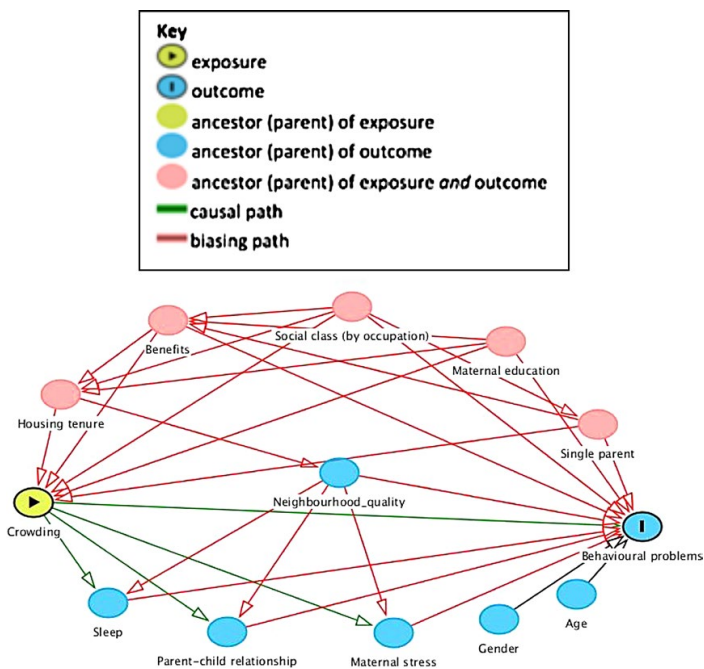 Key
exposure
outcome
ancestor (parent) of exposure
ancestor (parent) of outcome
ancestor (parent) of exposure and outcome
causal path
biasing path
Social class (by occupation)
Benefits
Maternal education
Housing tenure
Single parent
Neighbourhood_quality
Crowding
Behavioural problems
Sleep
Age
Gender
Parent-child relationship
Maternal stress